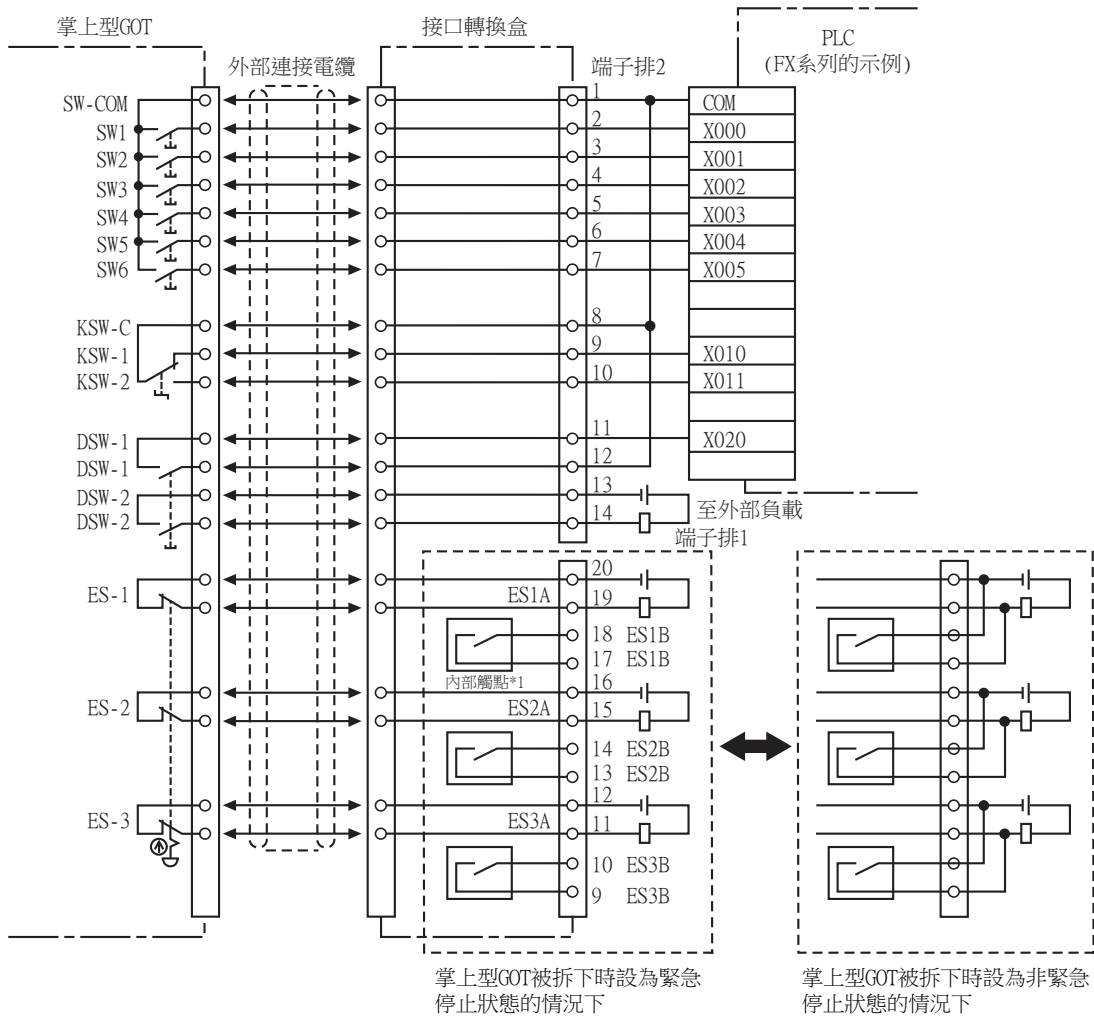 掌上型GOT
接口轉換盒
PLC
(FX系列的示例)
外部連接電纜
端子排2
SW-COM
1
COM
SW1
2
X000
SW2
3
X001
SW3
4
X002
SW4
5
X003
SW5
6
X004
SW6
7
X005
KSW-C
8
KSW-1
9
X010
KSW-2
10
X011
DSW-1
11
X020
DSW-1
12
DSW-2
13
DSW-2
14
至外部負載
端子排1
ES-1
20
ES1A
19
18 ES1B
17 ES1B
內部觸點*1
ES-2
16
ES2A
15
14 ES2B
13 ES2B
ES-3
12
ES3A
11
10 ES3B
9 ES3B
掌上型GOT被拆下時設為緊急
停止狀態的情況下
掌上型GOT被拆下時設為非緊急
停止狀態的情況下